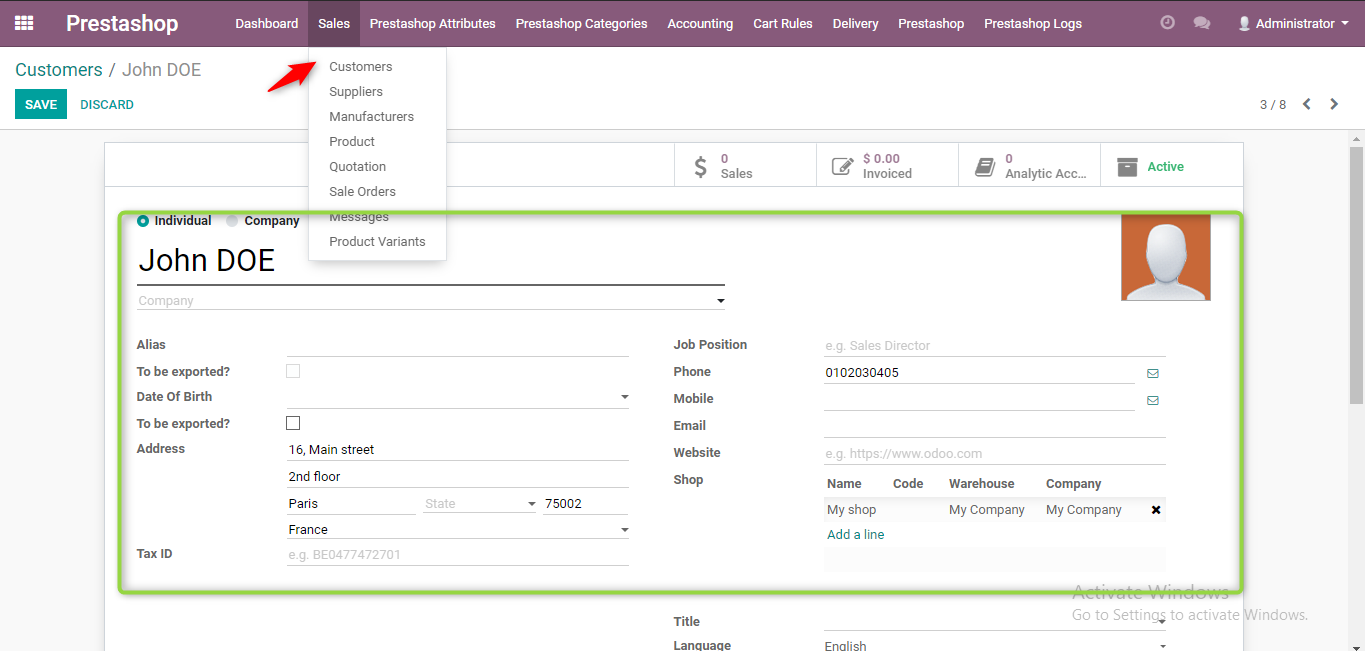 Prestashop Dashboard Sales Prestashop Attributes Prestashop Categories Accounting Cart Rules Delivery Prestashop Prestashop Logs Administrator
Customers / John DOE
SAVE DISCARD
3 / 8
Customers
Suppliers
Manufacturers
Product
Quotation
Sale Orders
Messages
Product Variants
0
Sales
$ 0.00
Invoiced
0
Analytic Acc...
Active
Individual Company
John DOE
Company
Alias
To be exported?
Date Of Birth
To be exported?
Address 16, Main street
2nd floor
Paris State 75002
France
Tax ID e.g. BE0477472701
Job Position e.g. Sales Director
Phone 0102030405
Mobile
Email
Website e.g. https://www.odoo.com
Shop Name Code Warehouse Company
My shop My Company My Company
Add a line
Title
Language English
Activate Windows
Go to Settings to activate Windows.